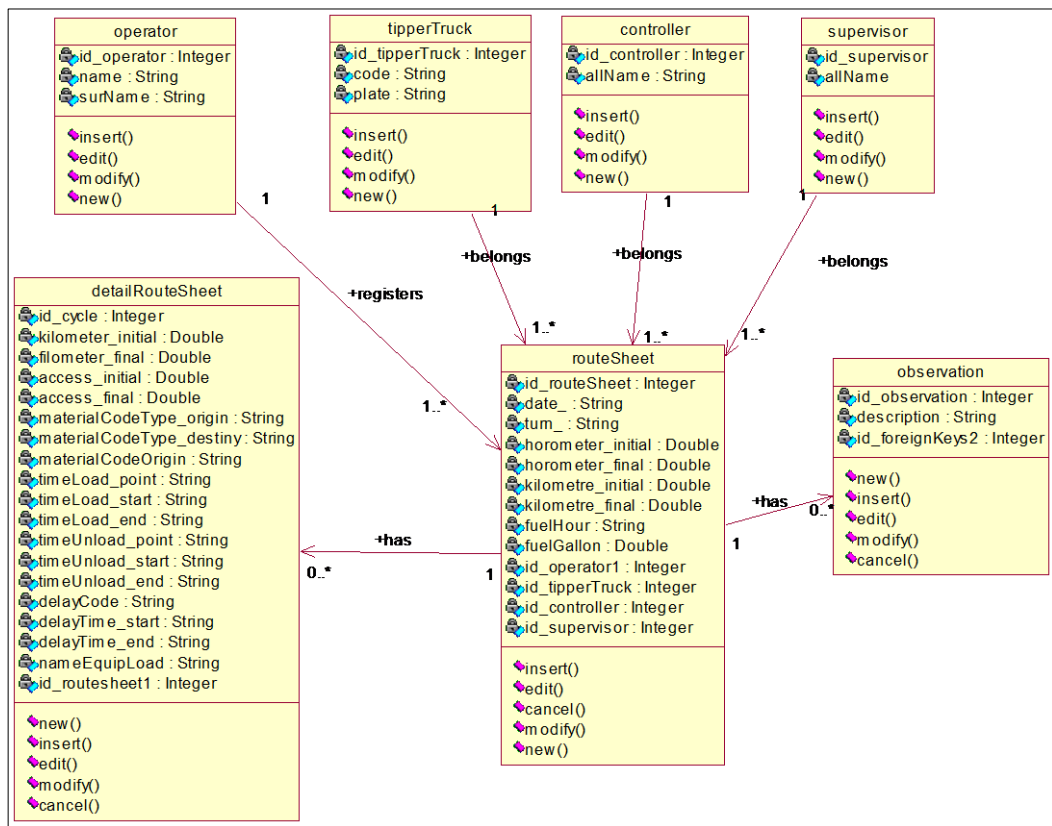 operator
id_operator : Integer
name : String
surName : String
insert()
edit()
modify()
new()
tipperTruck
id_tipperTruck : Integer
code : String
plate : String
insert()
edit()
modify()
new()
controller
id_controller : Integer
allName : String
insert()
edit()
modify()
new()
supervisor
id_supervisor
allName
insert()
edit()
modify()
new()
1
1
1
1
+registers
+belongs
+belongs
+belongs
1..*
1..*
1..*
1..*
detailRouteSheet
id_cycle : Integer
kilometer_initial : Double
filometer_final : Double
access_initial : Double
access_final : Double
materialCodeType_origin : String
materialCodeType_destiny : String
materialCodeOrigin : String
timeLoad_point : String
timeLoad_start : String
timeLoad_end : String
timeUnload_point : String
timeUnload_start : String
timeUnload_end : String
delayCode : String
delayTime_start : String
delayTime_end : String
nameEquipLoad : String
id_routesheet1 : Integer
new()
insert()
edit()
modify()
cancel()
+has
0..*
1
routeSheet
id_routeSheet : Integer
date_ : String
turn_ : String
horometer_initial : Double
horometer_final : Double
kilometre_initial : Double
kilometre_final : Double
fuelHour : String
fuelGallon : Double
id_operator1 : Integer
id_tipperTruck : Integer
id_controller : Integer
id_supervisor : Integer
insert()
edit()
cancel()
modify()
new()
+has
1
0..*
observation
id_observation : Integer
description : String
id_foreignKeys2 : Integer
new()
insert()
edit()
modify()
cancel()